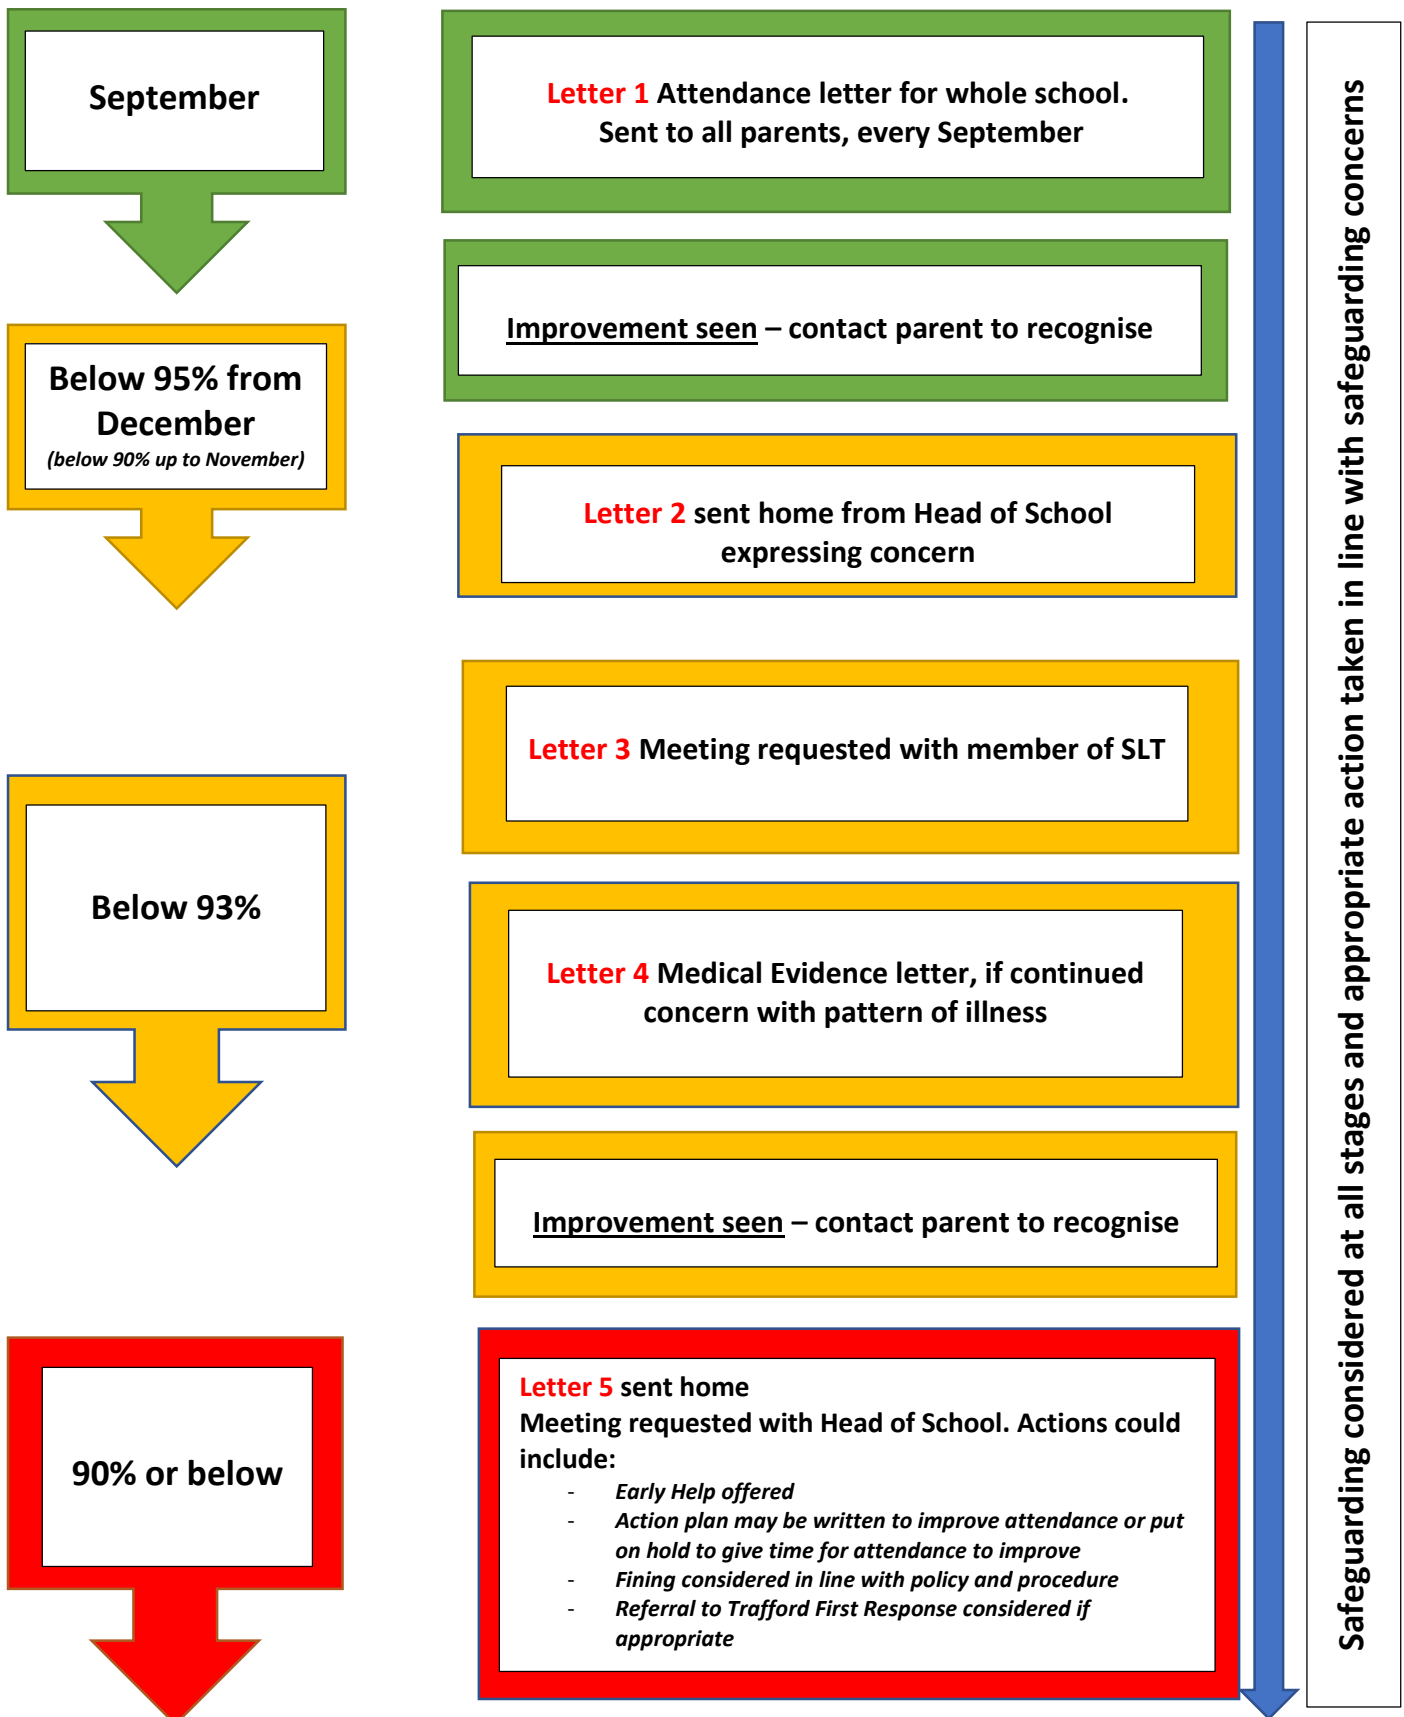 September
Letter 1 Attendance letter for whole school.
Sent to all parents, every September
Improvement seen – contact parent to recognise
Below 95% from
December
(below 90% up to November)
Letter 2 sent home from Head of School
expressing concern
Letter 3 Meeting requested with member of SLT
Below 93%
Letter 4 Medical Evidence letter, if continued
concern with pattern of illness
Improvement seen – contact parent to recognise
90% or below
Letter 5 sent home
Meeting requested with Head of School. Actions could
include:
- Early Help offered
- Action plan may be written to improve attendance or put
on hold to give time for attendance to improve
- Fining considered in line with policy and procedure
- Referral to Trafford First Response considered if
appropriate
Safeguarding considered at all stages and appropriate action taken in line with safeguarding concerns